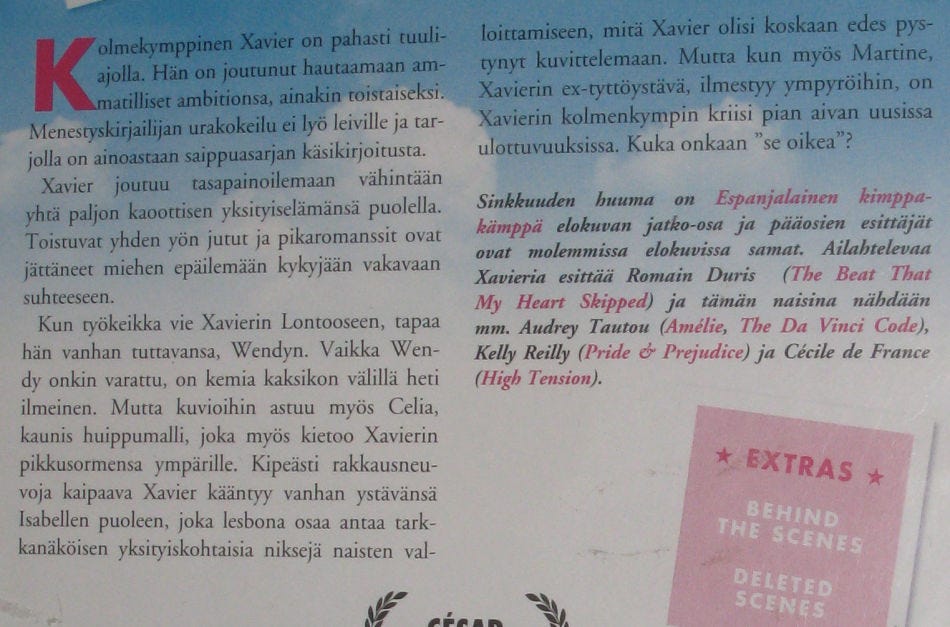 Kolmekymppinen Xavier on pahasti tuuli-
ajolla. Hän on joutunut hautaamaan am-
matilliset ambitionsa, ainakin toistaiseksi.
Menestyskirjailijan urakokeilu ei lyö leiville ja tar-
jolla on ainoastaan saippuasarjan käsikirjoitusta.
Xavier joutuu tasapainoilemaan vähintään
yhtä paljon kaoottisen yksityiselämänsä puolella.
Toistuvat yhden yön jutut ja pikaromanssit ovat
jättäneet miehen epäilemään kykyjään vakavaan
suhteeseen.
Kun työkeikka vie Xavierin Lontooseen, tapaa
hän vanhan tuttavansa, Wendyn. Vaikka Wen-
dy onkin varattu, on kemia kaksikon välillä heti
ilmeinen. Mutta kuvioihin astuu myös Celia,
kaunis huippumalli, joka myös kietoo Xavierin
pikkusormensa ympärille. Kipeästi rakkausneu-
voja kaipaava Xavier kääntyy vanhan ystävänsä
Isabellen puoleen, joka lesbona osaa antaa tark-
kanäköisen yksityiskohtaisia niksejä naisten val-
loittamiseen, mitä Xavier olisi koskaan edes pys-
tynyt kuvittelemaan. Mutta kun myös Martine,
Xavierin ex-tyttöystävä, ilmestyy ympyröihin, on
Xavierin kolmenkympin kriisi pian aivan uusissa
ulottuvuuksissa. Kuka onkaan ”se oikea”?
Sinkkuuden huuma on Espanjalainen kimppa-
kämppä elokuvan jatko-osa ja pääosien esittäjät
ovat molemmissa elokuvissa samat. Ailahtelevaa
Xavieria esittää Romain Duris (The Beat That
My Heart Skipped) ja tämän naisina nähdään
mm. Audrey Tautou (Amélie, The Da Vinci Code),
Kelly Reilly (Pride & Prejudice) ja Cécile de France
(High Tension).
★ EXTRAS ★
BEHIND
THE SCENES
DELETED
SCENES
CÉSAR